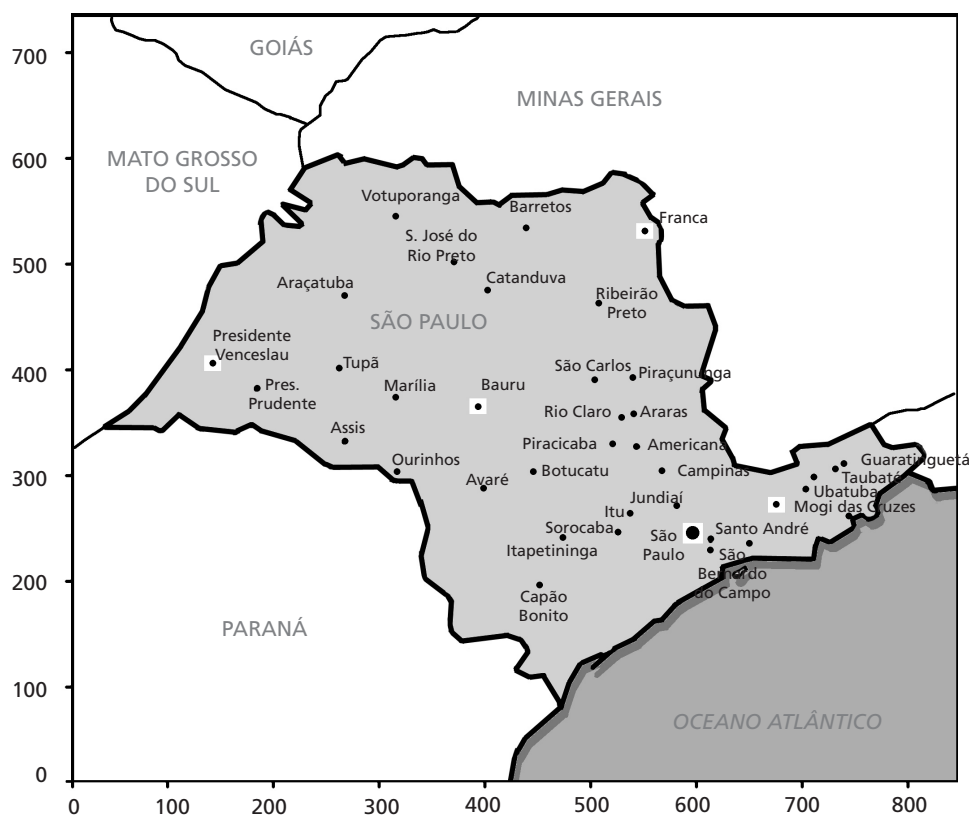 700
GOIÁS
MINAS GERAIS
600
MATO GROSSO
DO SUL
Votuporanga
Barretos
Franca
S. José do
Rio Preto
500
Araçatuba
Catanduva
Ribeirão
Preto
SÃO PAULO
Presidente
Venceslau
400
Tupã
São Carlos
Piraçununga
Pres.
Prudente
Marília
Bauru
Rio Claro
Araras
Assis
Piracicaba
Americana
300
Ourinhos
Avaré
Botucatu
Campinas
Guaratinguetá
Taubaté
Ubatuba
Mogi das Cruzes
Jundiaí
Itu
Sorocaba
Itapetininga
São
Paulo
Santo André
São
Bernardo
do Campo
200
Capão
Bonito
PARANÁ
100
OCEANO ATLÂNTICO
0
0 100 200 300 400 500 600 700 800